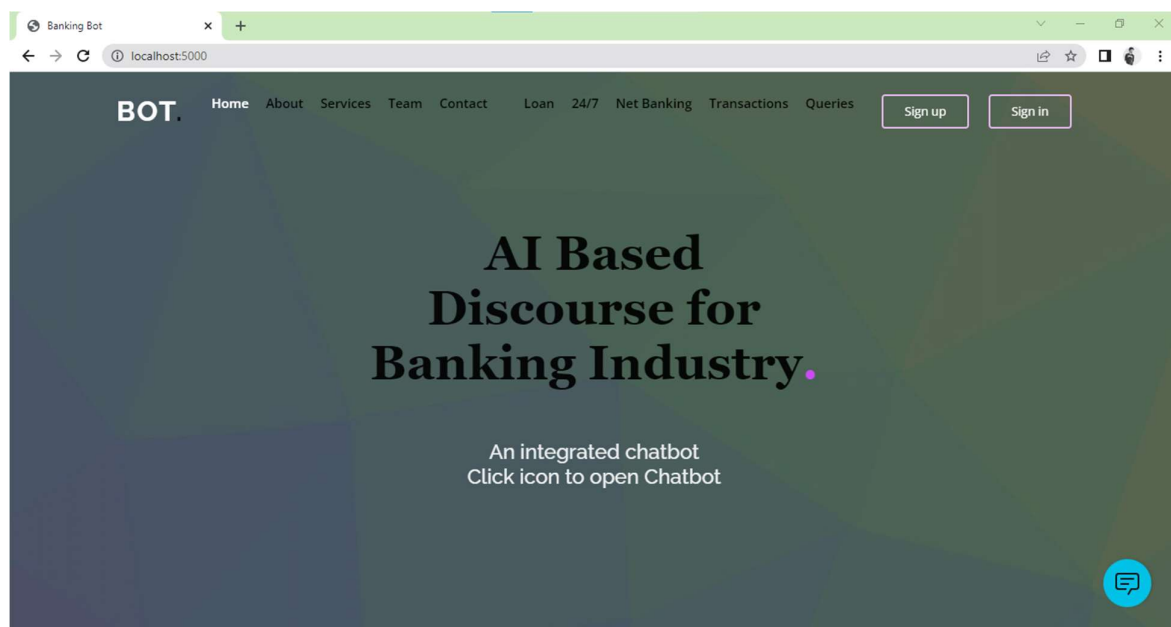 Banking Bot
localhost:5000
BOT.
Home About Services Team Contact Loan 24/7 Net Banking Transactions Queries Sign up Sign in
AI Based
Discourse for
Banking Industry.
An integrated chatbot
Click icon to open Chatbot